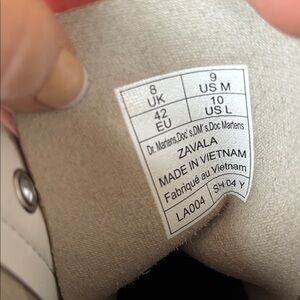 8 UK 9 US M
42 EU 10 US L
Dr. Martens,Doc's,DM's,Doc Martens
ZAVALA
MADE IN VIETNAM
Fabriqué au Vietnam
LA004 SH 04 Y